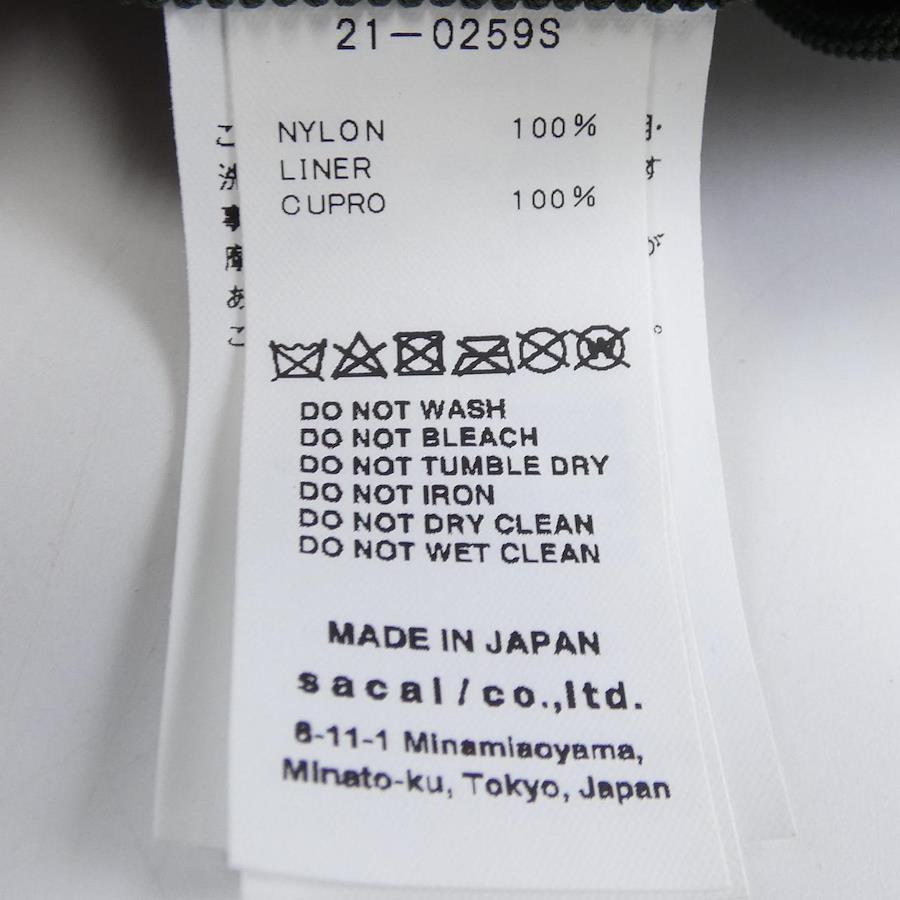 21-0259S
NYLON 100%
LINER
CUPRO 100%
DO NOT WASH
DO NOT BLEACH
DO NOT TUMBLE DRY
DO NOT IRON
DO NOT DRY CLEAN
DO NOT WET CLEAN
MADE IN JAPAN
sacai/co.,ltd.
6-11-1 Minamiaoyama,
Minato-ku, Tokyo, Japan